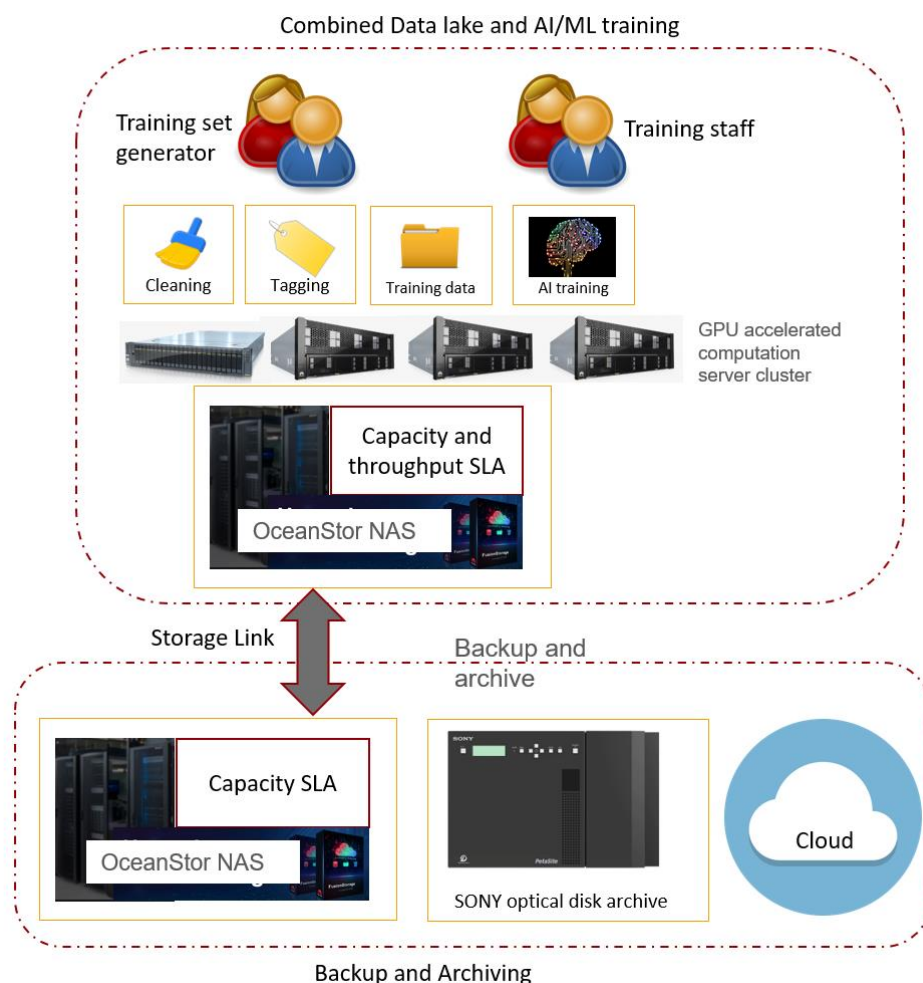 Combined Data lake and AI/ML training
Training set
generator
Training staff
Cleaning
Tagging
Training data
AI training
GPU accelerated
computation
server cluster
Capacity and
throughput SLA
OceanStor NAS
Storage Link
Backup and
archive
Capacity SLA
OceanStor NAS
SONY
PetaSite
SONY optical disk archive
Cloud
Backup and Archiving